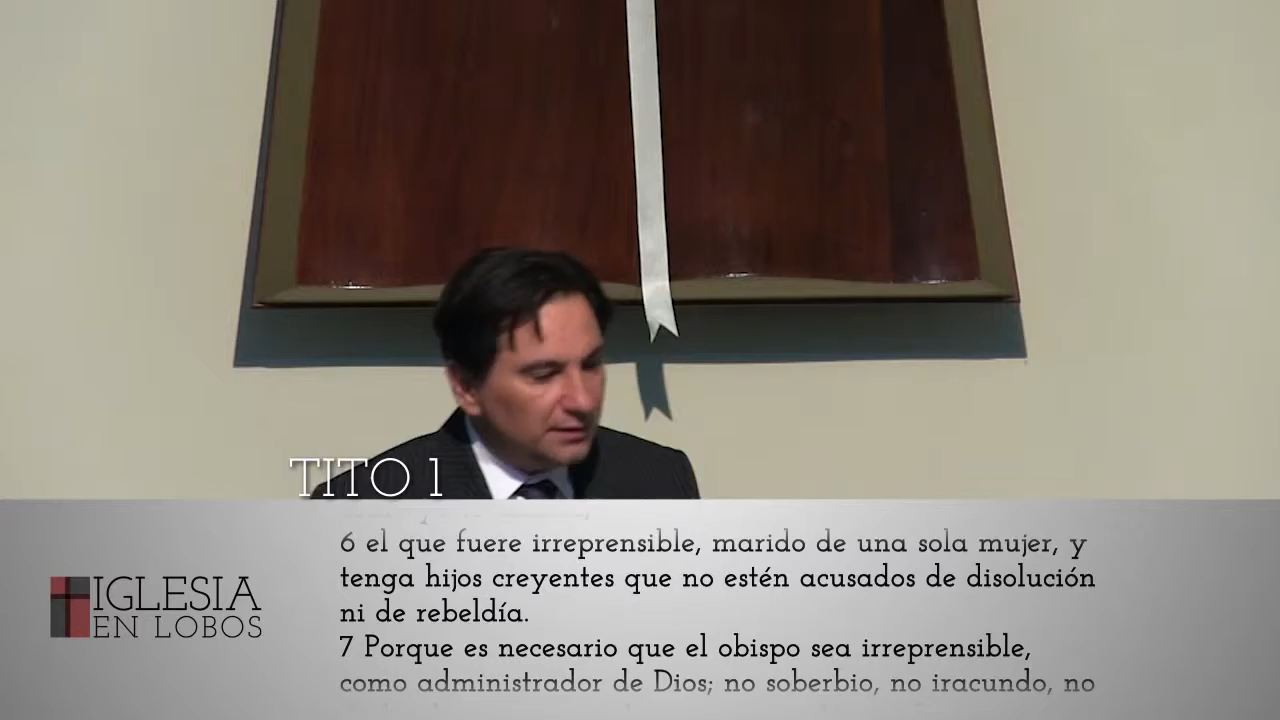 TITO 1
6 el que fuere irreprensible, marido de una sola mujer, y
tenga hijos creyentes que no estén acusados de disolución
ni de rebeldía.
7 Porque es necesario que el obispo sea irreprensible,
como administrador de Dios; no soberbio, no iracundo, no
IGLESIA
EN LOBOS